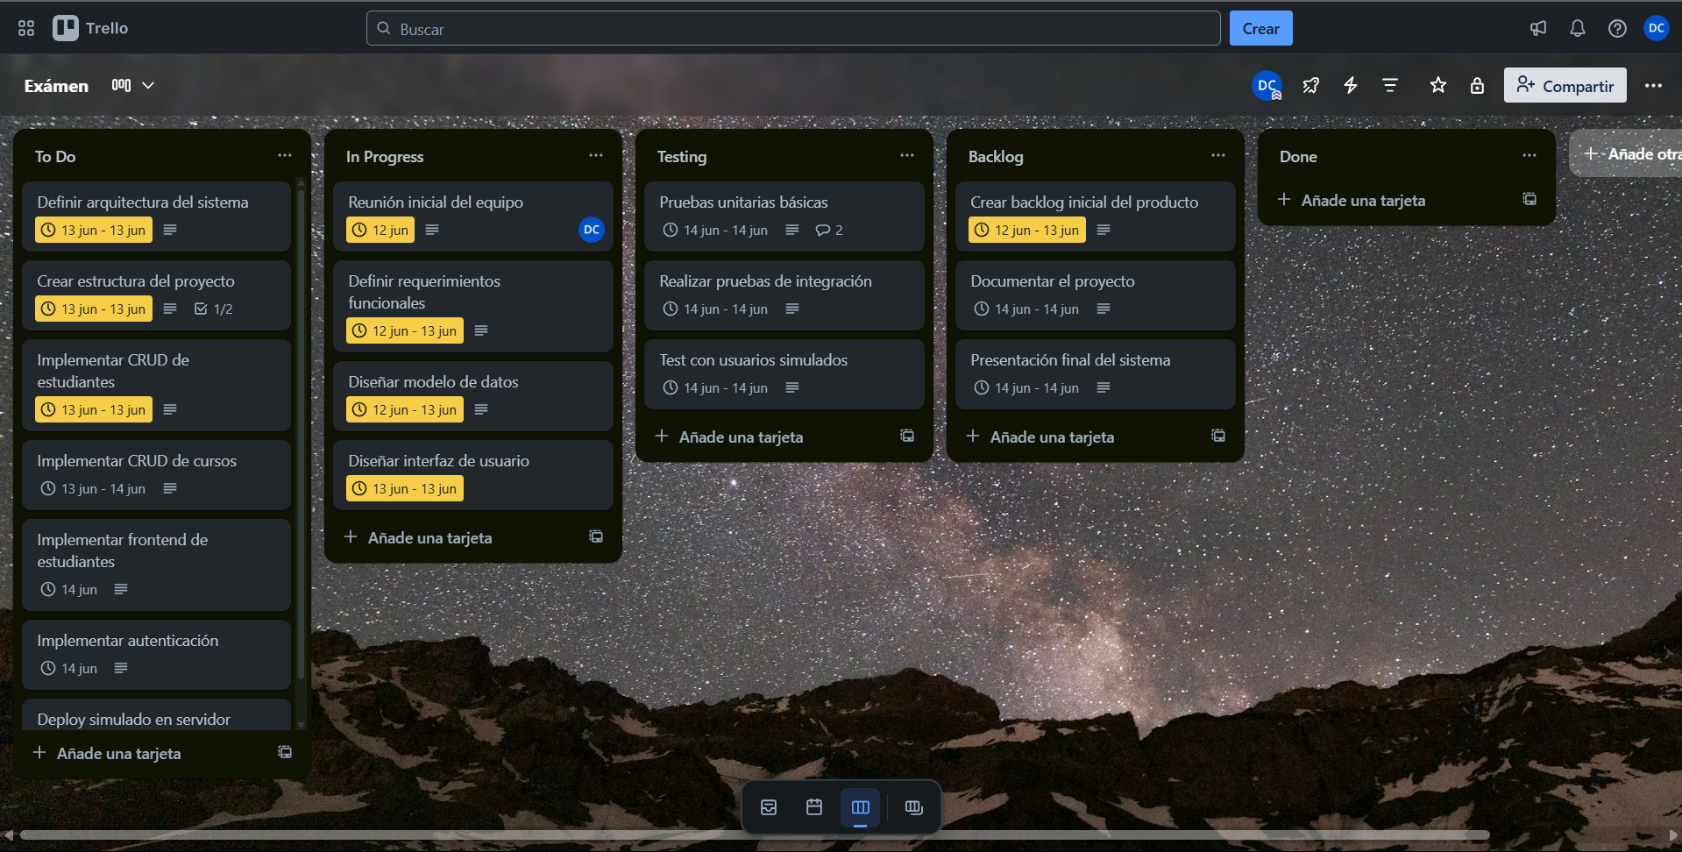 Trello
Buscar
Crear
DC
Exámen
DC
Compartir
To Do
Definir arquitectura del sistema
13 jun - 13 jun
Crear estructura del proyecto
13 jun - 13 jun
1/2
Implementar CRUD de
estudiantes
13 jun - 13 jun
Implementar CRUD de cursos
13 jun - 14 jun
Implementar frontend de
estudiantes
14 jun
Implementar autenticación
14 jun
Deploy simulado en servidor
Añade una tarjeta
In Progress
Reunión inicial del equipo
12 jun
DC
Definir requerimientos
funcionales
12 jun - 13 jun
Diseñar modelo de datos
12 jun - 13 jun
Diseñar interfaz de usuario
13 jun - 13 jun
Añade una tarjeta
Testing
Pruebas unitarias básicas
14 jun - 14 jun
2
Realizar pruebas de integración
14 jun - 14 jun
Test con usuarios simulados
14 jun - 14 jun
Añade una tarjeta
Backlog
Crear backlog inicial del producto
12 jun - 13 jun
Documentar el proyecto
14 jun - 14 jun
Presentación final del sistema
14 jun - 14 jun
Añade una tarjeta
Done
Añade una tarjeta
Añade otra